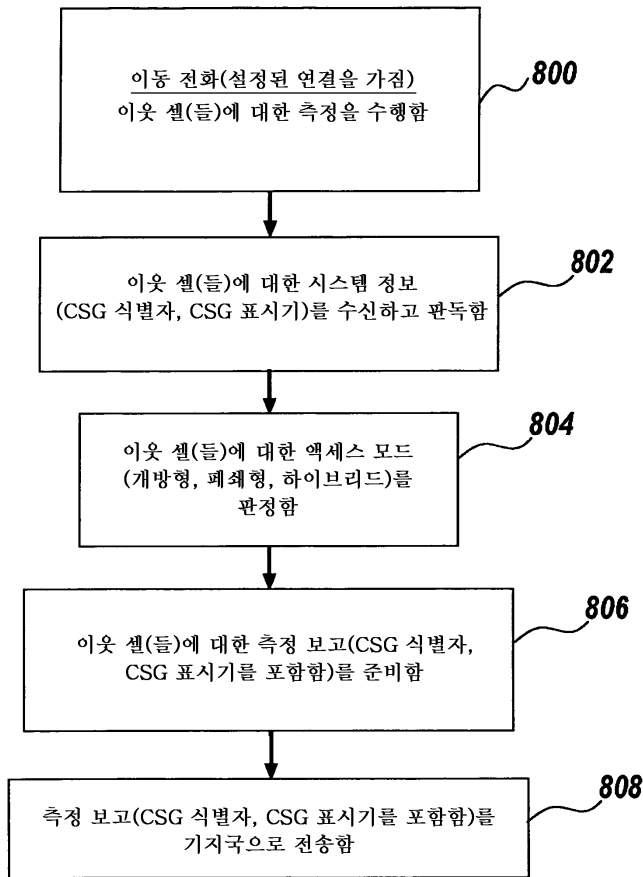 이동 전화(설정된 연결을 가짐)
이웃 셀(들)에 대한 측정을 수행함
800
이웃 셀(들)에 대한 시스템 정보
(CSG 식별자, CSG 표시기)를 수신하고 판독함
802
이웃 셀(들)에 대한 액세스 모드
(개방형, 폐쇄형, 하이브리드)를
판정함
804
이웃 셀(들)에 대한 측정 보고(CSG 식별자,
CSG 표시기를 포함함)를 준비함
806
측정 보고(CSG 식별자, CSG 표시기를 포함함)를
기지국으로 전송함
808